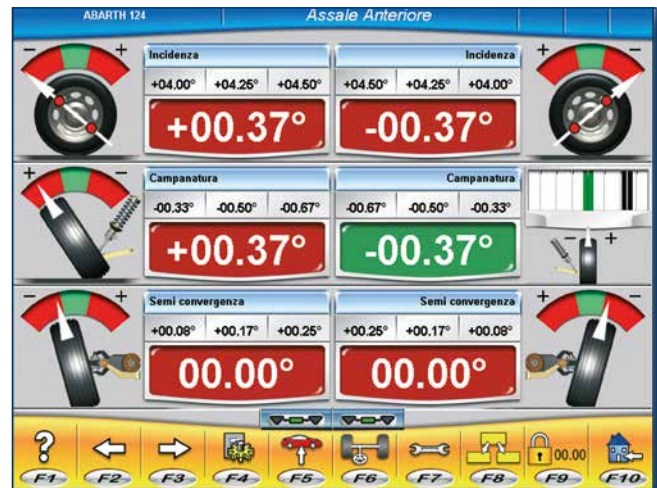 ABARTH 124 Assale Anteriore
- + Incidenza Incidenza + -
+04.00° +04.25° +04.50° +04.50° +04.25° +04.00°
+00.37° -00.37°
+ - Campanatura Campanatura
-00.33° -00.50° -00.67° -00.67° -00.50° -00.33°
+00.37° -00.37° - +
- + Semi convergenza Semi convergenza + -
+00.08° +00.17° +00.25° +00.25° +00.17° +00.08°
00.00° 00.00°
? 00.00
F1 F2 F3 F4 F5 F6 F7 F8 F9 F10